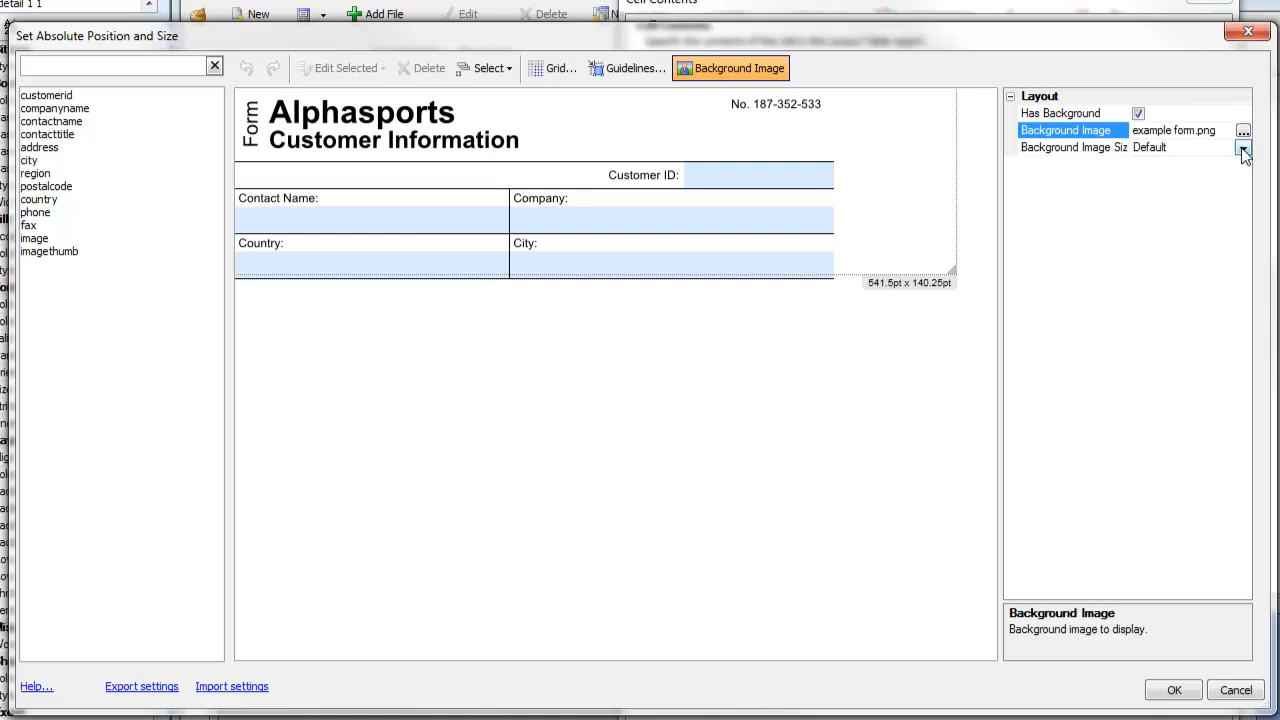 detail 1 1
New
Add File
Edit
Delete
Cell Contents
Set Absolute Position and Size
Edit Selected
Delete
Select
Grid...
Guidelines...
Background Image
customerid
companyname
contactname
contacttitle
address
city
region
postalcode
country
phone
fax
image
imagethumb
Form
Alphasports
Customer Information
No. 187-352-533
Customer ID:
Contact Name:
Company:
Country:
City:
541.5pt x 140.25pt
Layout
Has Background
Background Image
example form.png
...
Background Image Siz
Default
Background Image
Background image to display.
Help...
Export settings
Import settings
OK
Cancel